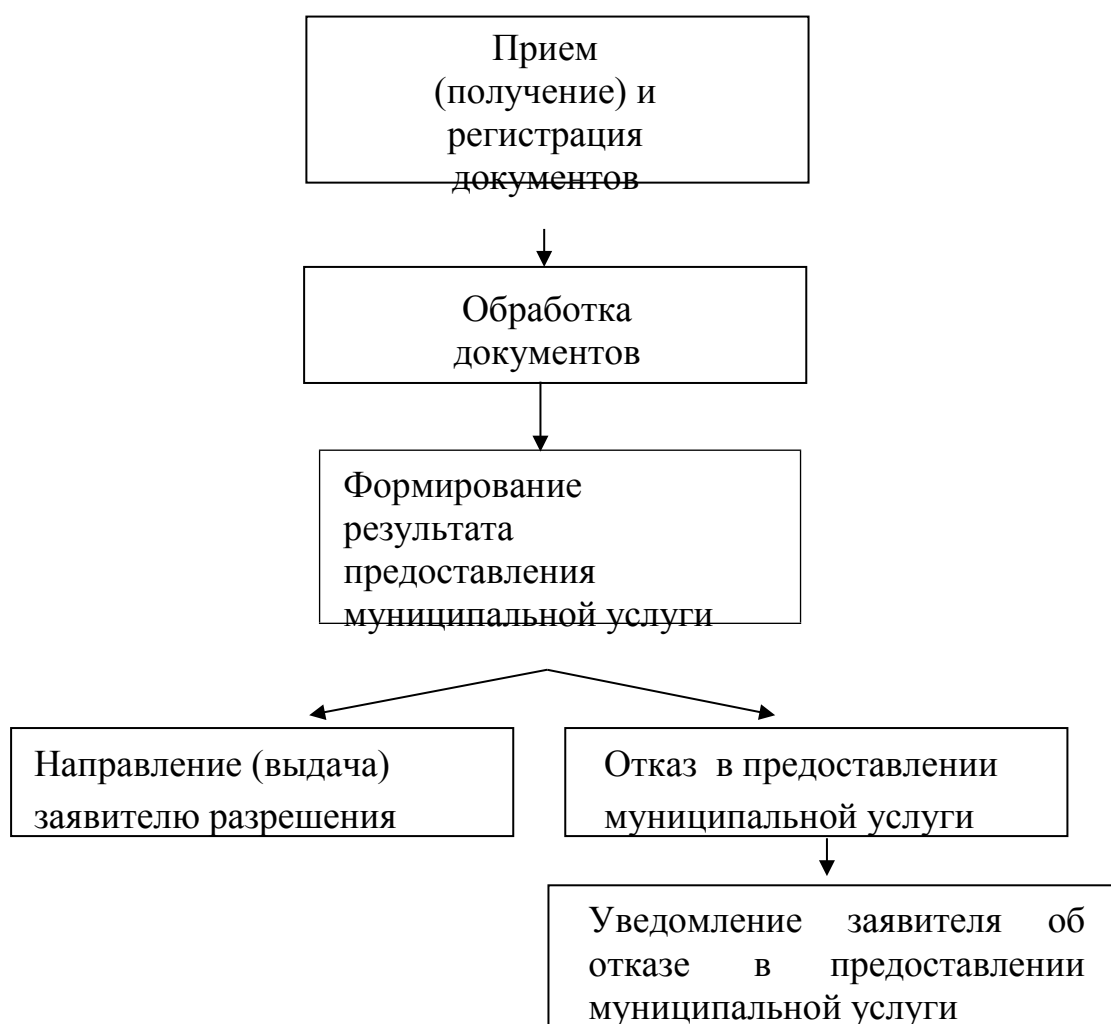 Прием
(получение) и
регистрация
документов
Обработка
документов
Формирование
результата
предоставления
муниципальной услуги
Направление (выдача)
заявителю разрешения
Отказ в предоставлении
муниципальной услуги
Уведомление заявителя об
отказе в предоставлении
муниципальной услуги